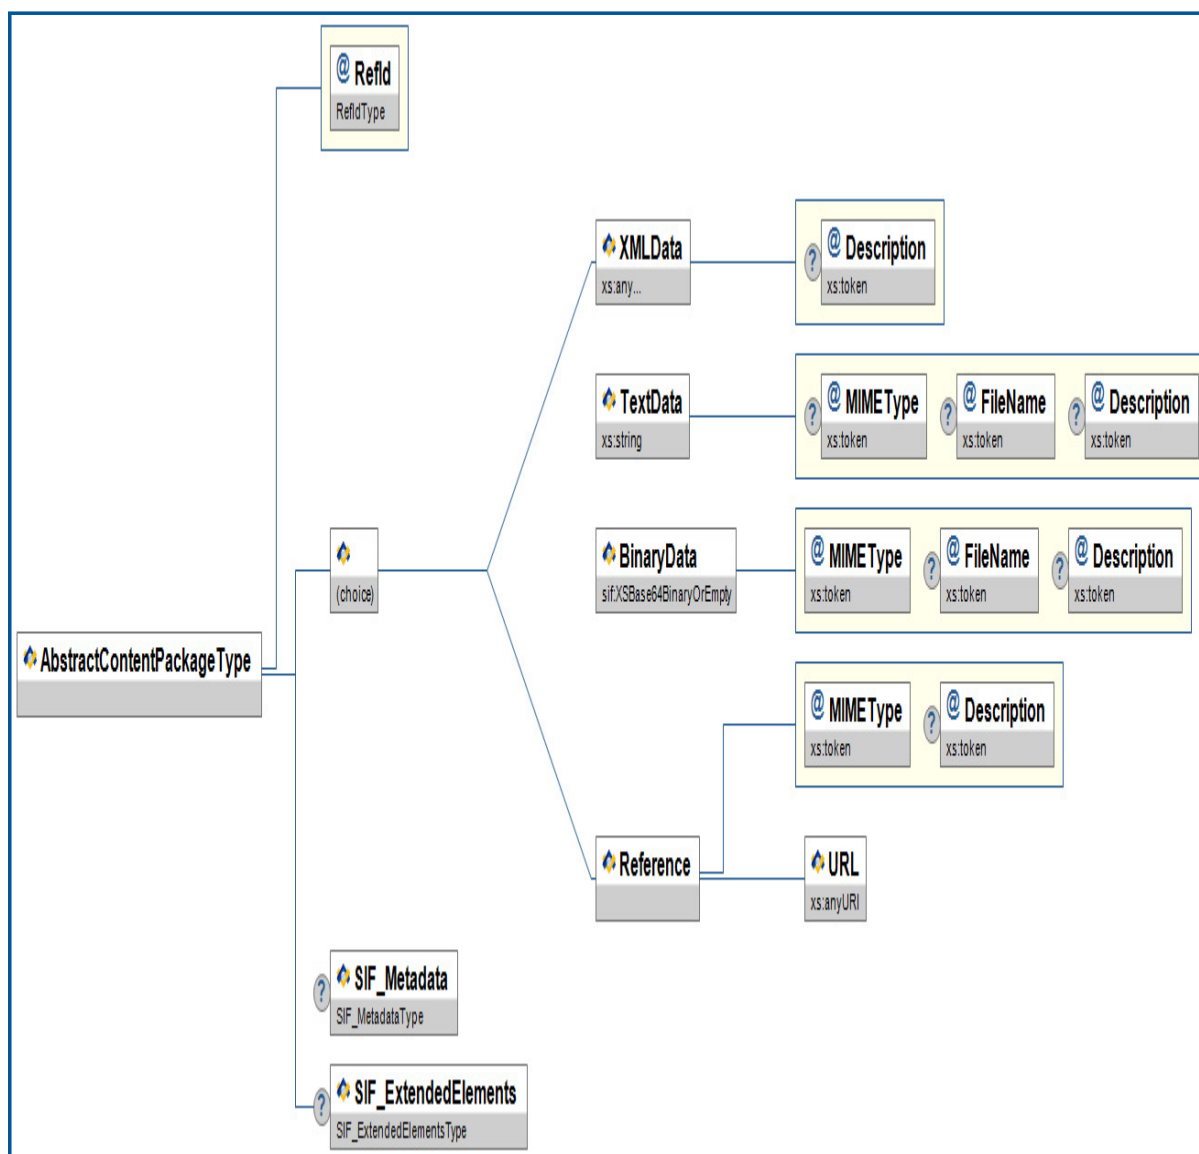 @ RefId
RefIdType
XMLData
xs:any...
? @ Description
xs:token
TextData
xs:string
? @ MIMEType ? @ FileName ? @ Description
xs:token xs:token xs:token
(choice)
BinaryData
sif:XSBase64BinaryOrEmpty
@ MIMEType ? @ FileName ? @ Description
xs:token xs:token xs:token
AbstractContentPackageType
@ MIMEType ? @ Description
xs:token xs:token
Reference
URL
xs:anyURI
? SIF_Metadata
SIF_MetadataType
? SIF_ExtendedElements
SIF_ExtendedElementsType